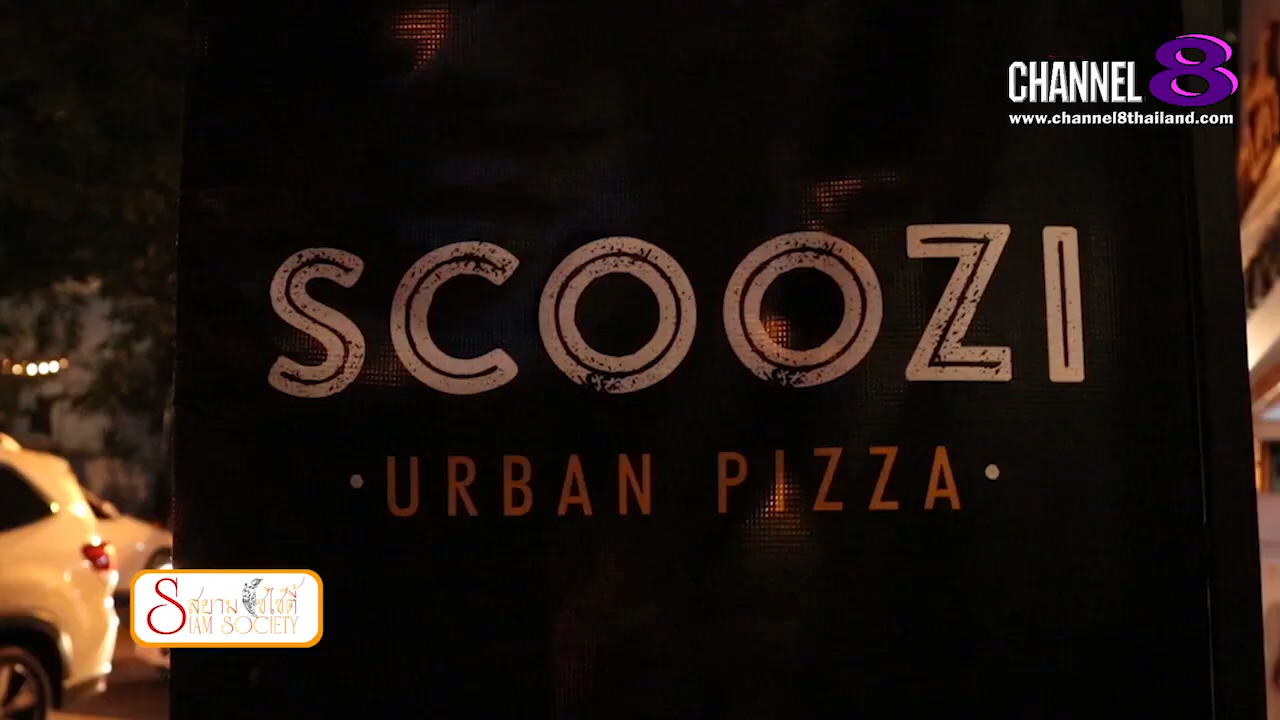 CHANNEL 8
www.channel8thailand.com
SCOOZI
• URBAN PIZZA •
สยามโซไซตี้
SIAM SOCIETY